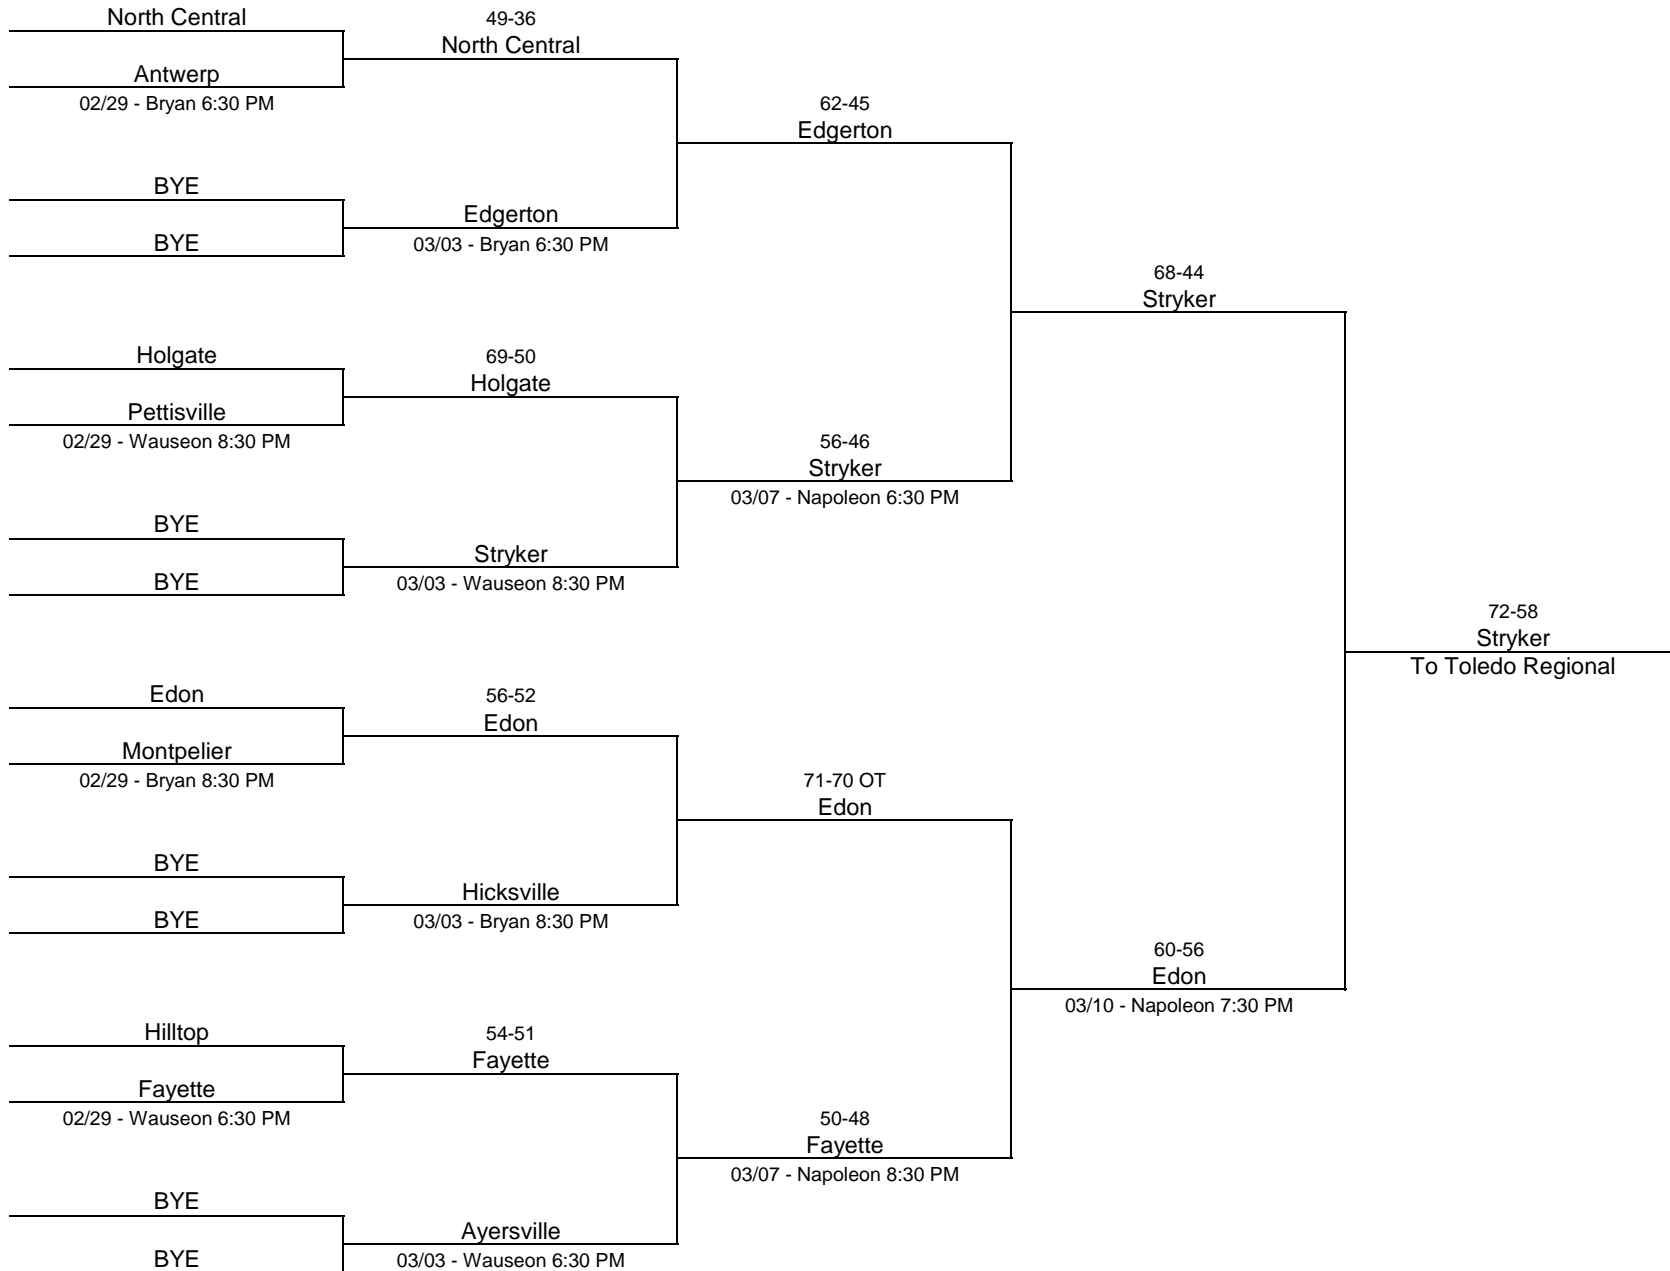 North Central
Antwerp
02/29 - Bryan 6:30 PM
BYE
BYE
Holgate
Pettisville
02/29 - Wauseon 8:30 PM
BYE
BYE
Edon
Montpelier
02/29 - Bryan 8:30 PM
BYE
BYE
Hilltop
Fayette
02/29 - Wauseon 6:30 PM
BYE
BYE
49-36
North Central
Edgerton
03/03 - Bryan 6:30 PM
69-50
Holgate
Stryker
03/03 - Wauseon 8:30 PM
56-52
Edon
Hicksville
03/03 - Bryan 8:30 PM
54-51
Fayette
Ayersville
03/03 - Wauseon 6:30 PM
62-45
Edgerton
56-46
Stryker
03/07 - Napoleon 6:30 PM
71-70 OT
Edon
50-48
Fayette
03/07 - Napoleon 8:30 PM
68-44
Stryker
60-56
Edon
03/10 - Napoleon 7:30 PM
72-58
Stryker
To Toledo Regional